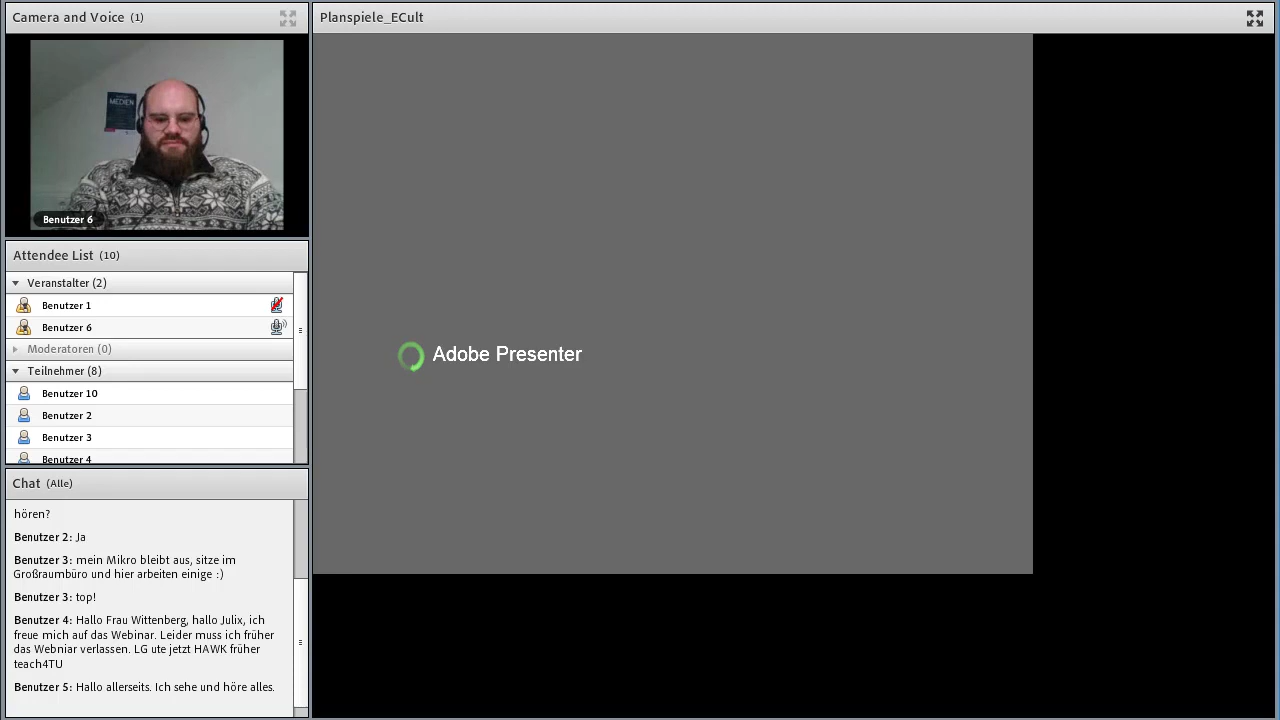 Camera and Voice (1)
Planspiele_ECult
MEDIEN
Benutzer 6
Attendee List (10)
Veranstalter (2)
Benutzer 1
Benutzer 6
Moderatoren (0)
Teilnehmer (8)
Benutzer 10
Benutzer 2
Benutzer 3
Benutzer 4
Adobe Presenter
Chat (Alle)
hören?
Benutzer 2: Ja
Benutzer 3: mein Mikro bleibt aus, sitze im
Großraumbüro und hier arbeiten einige :)
Benutzer 3: top!
Benutzer 4: Hallo Frau Wittenberg, hallo Julix, ich
freue mich auf das Webinar. Leider muss ich früher
das Webniar verlassen. LG ute jetzt HAWK früher
teach4TU
Benutzer 5: Hallo allerseits. Ich sehe und höre alles.